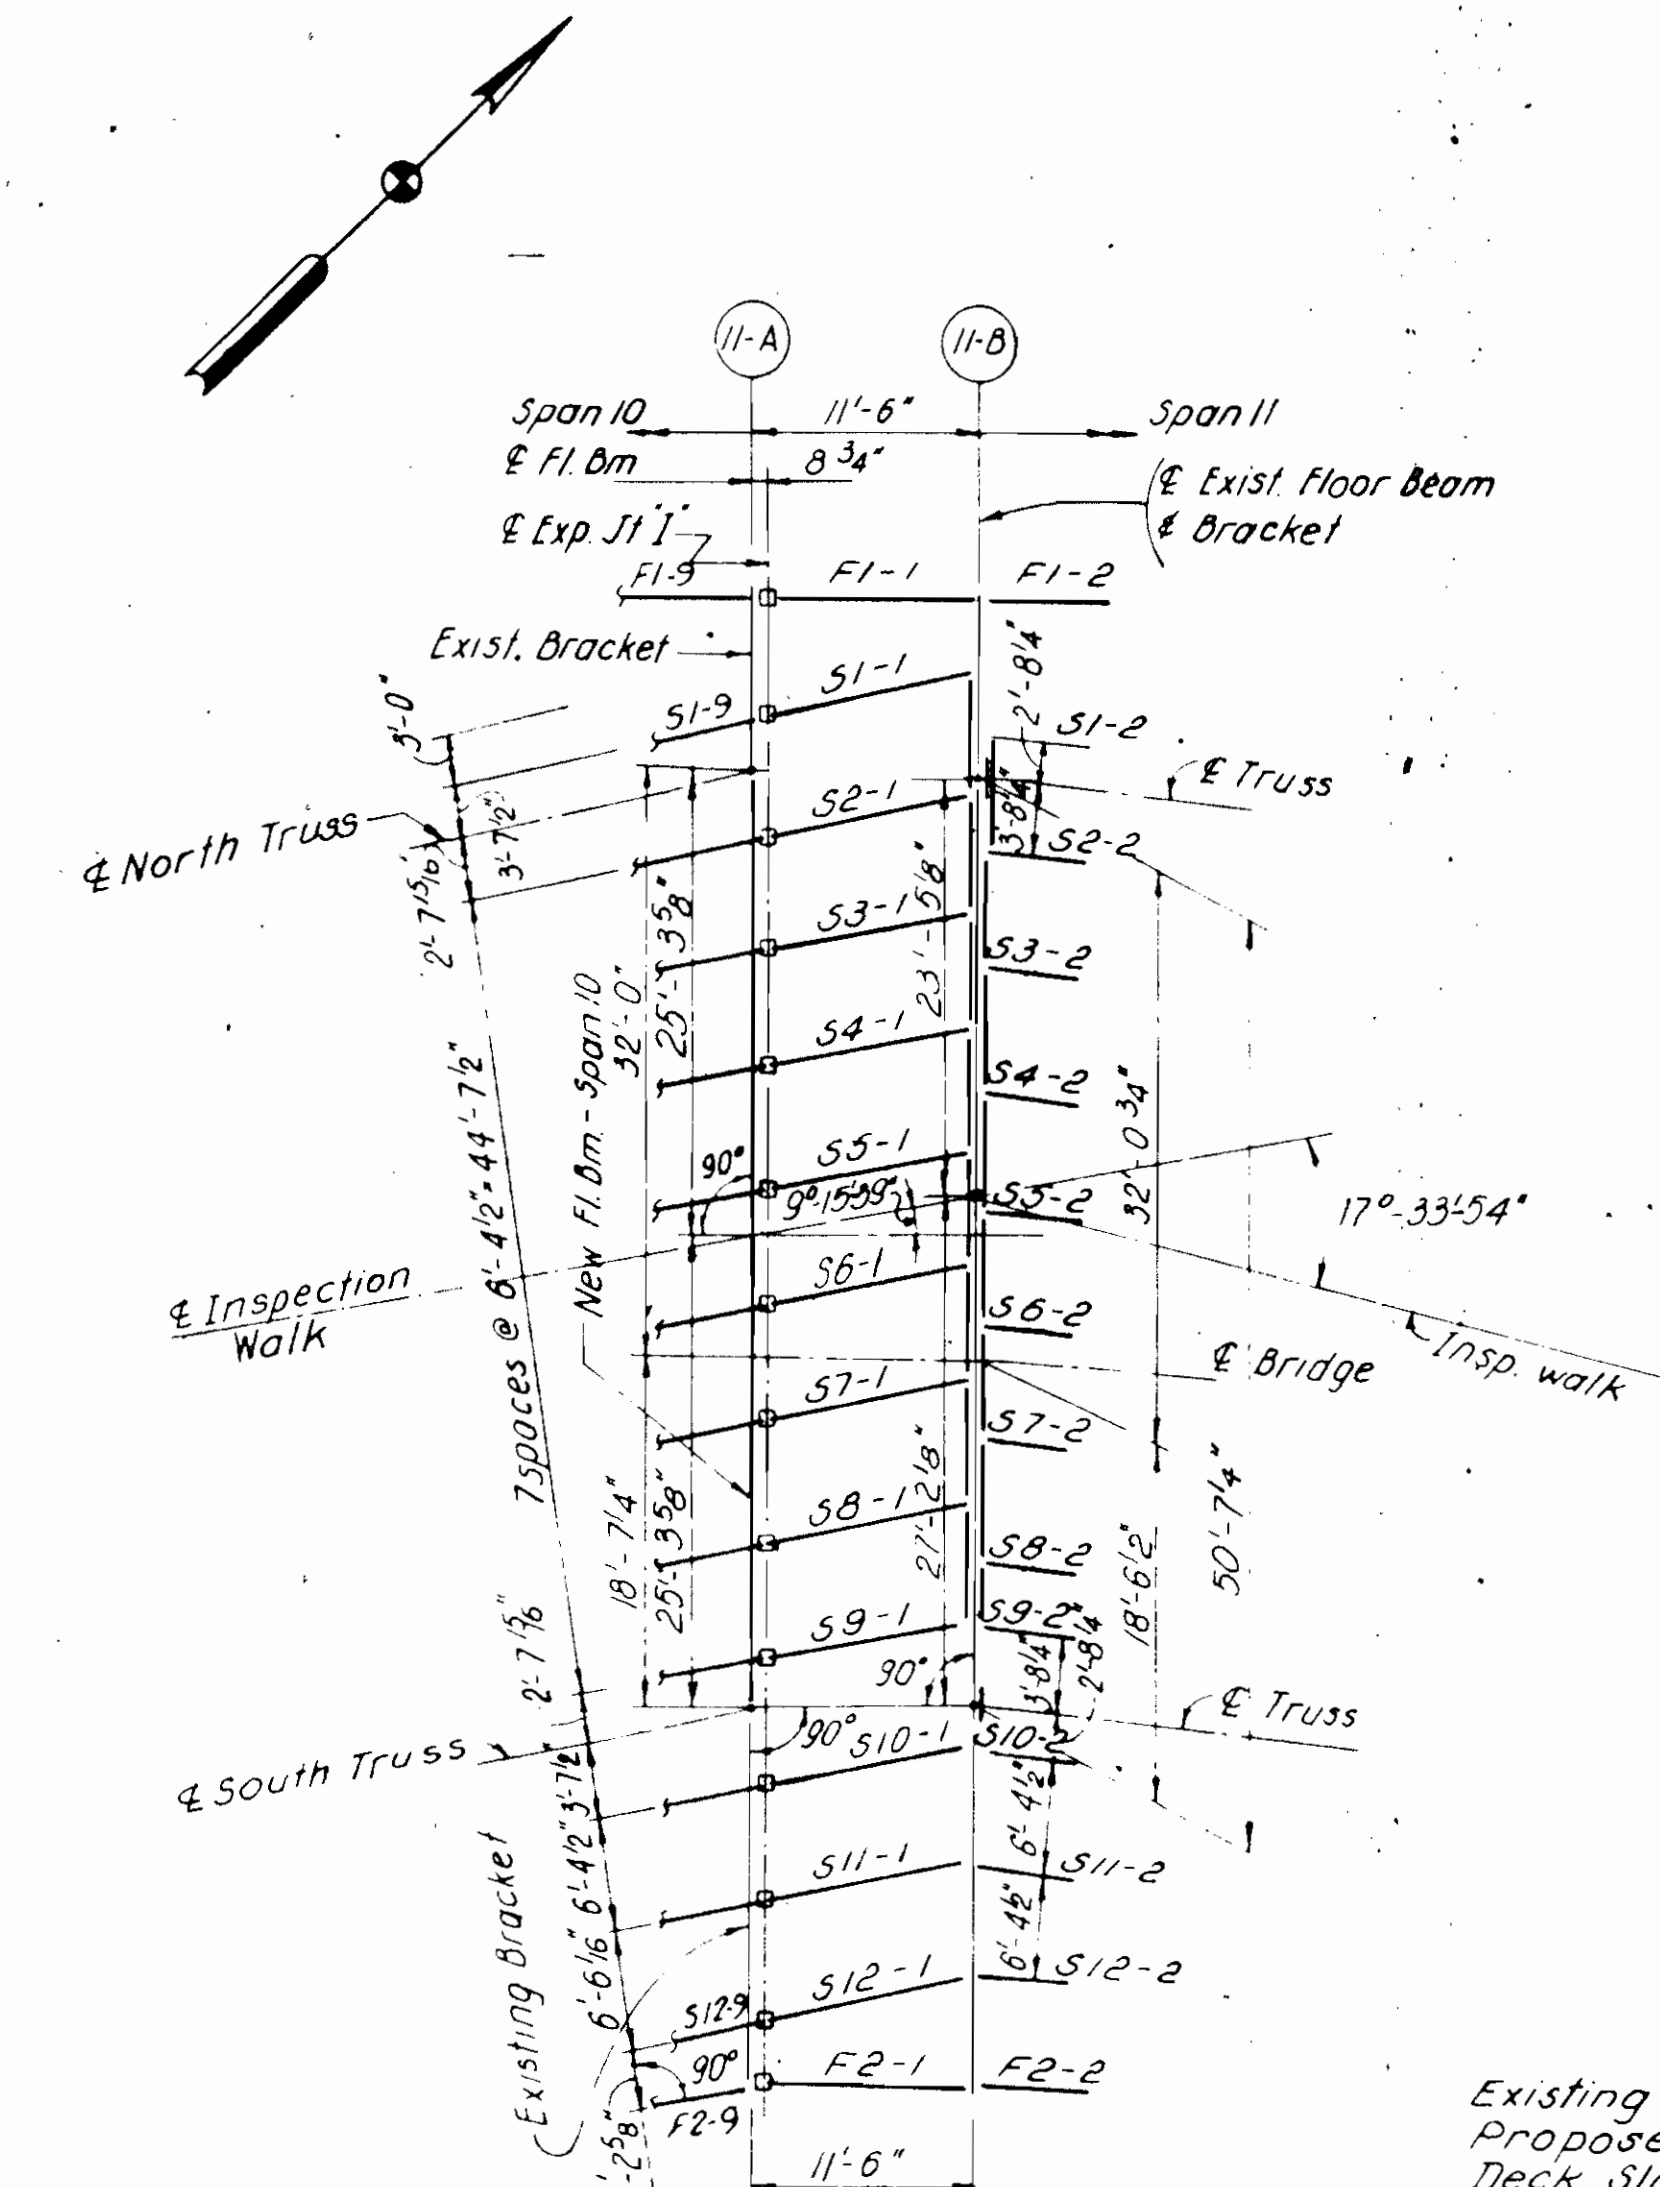 11-A
11-B
Span 10
11'-6"
Span 11
℄ Fl. Bm
8 3/4"
℄ Exist. Floor Beam
& Bracket
℄ Exp. Jt "I"
F1-9
F1-1
F1-2
Exist. Bracket
S1-1
2'-8 1/4"
S1-9
3'-0"
S1-2
℄ Truss
℄ North Truss
3'-7 1/2"
S2-1
3'-8 1/4"
S2-2
2'-7 15/16"
25'-3 5/8"
S3-1
23'-5 1/8"
S3-2
New Fl. Bm. - Span 10
32'-0"
S4-1
S4-2
32'-0 3/4"
7 spaces @ 6'-4 1/2" = 44'-7 1/2"
90°
S5-1
9°-15'-39"
S5-2
17°-33'-54"
℄ Inspection
Walk
S6-1
S6-2
℄ Bridge
Insp. walk
S7-1
S7-2
18'-7 1/4"
25'-3 5/8"
S8-1
27'-2 1/8"
S8-2
18'-6 1/2"
50'-7 1/4"
2'-7 15/16"
S9-1
S9-2
90°
3'-8 1/4"
2'-8 1/4"
℄ Truss
℄ South Truss
90°
S10-1
S10-2
3'-7 1/2"
6'-4 1/2"
6'-4 1/2"
S11-1
S11-2
Existing Bracket
6'-6 1/16"
6'-4 1/2"
S12-1
S12-2
S12-9
90°
F2-1
F2-2
F2-9
'-2 5/8"
11'-6"
Existing
Propose
Deck Sl